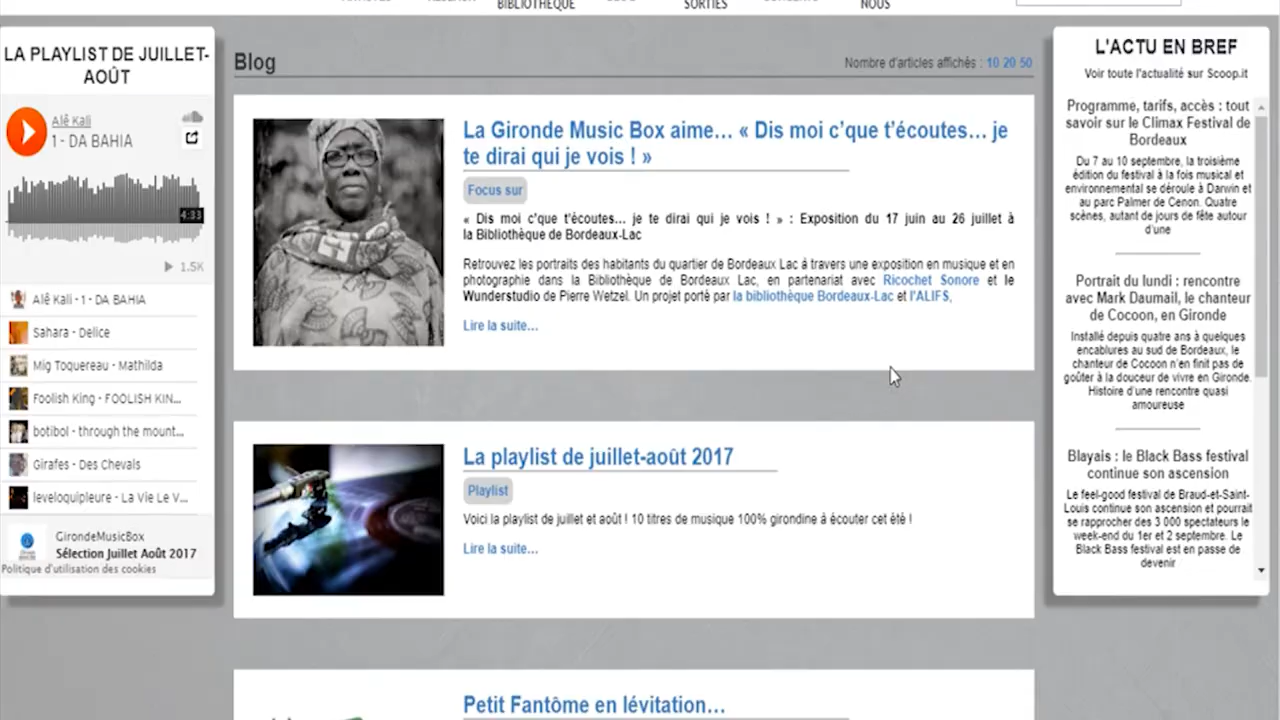 BIBLIOTHÈQUE
SORTIES
NOUS
LA PLAYLIST DE JUILLET-
AOÛT
Alê Kali
1 - DA BAHIA
4:33
1.5K
Alê Kali - 1 - DA BAHIA
Sahara - Delice
Mig Toquereau - Mathilda
Foolish King - FOOLISH KIN...
botibol - through the mount...
Girafes - Des Chevals
leveloquipleure - La Vie Le V...
GirondeMusicBox
Sélection Juillet Août 2017
Politique d'utilisation des cookies
Blog
Nombre d'articles affichés : 10 20 50
La Gironde Music Box aime… « Dis moi c'que t'écoutes… je
te dirai qui je vois ! »
Focus sur
« Dis moi c'que t'écoutes… je te dirai qui je vois ! » : Exposition du 17 juin au 26 juillet à
la Bibliothèque de Bordeaux-Lac
Retrouvez les portraits des habitants du quartier de Bordeaux Lac à travers une exposition en musique et en
photographie dans la Bibliothèque de Bordeaux Lac, en partenariat avec Ricochet Sonore et le
Wunderstudio de Pierre Wetzel. Un projet porté par la bibliothèque Bordeaux-Lac et l'ALIFS,
Lire la suite...
La playlist de juillet-août 2017
Playlist
Voici la playlist de juillet et août ! 10 titres de musique 100% girondine à écouter cet été !
Lire la suite...
Petit Fantôme en lévitation…
L'ACTU EN BREF
Voir toute l'actualité sur Scoop.it
Programme, tarifs, accès : tout
savoir sur le Climax Festival de
Bordeaux
Du 7 au 10 septembre, la troisième
édition du festival à la fois musical et
environnemental se déroule à Darwin et
au parc Palmer de Cenon. Quatre
scènes, autant de jours de fête autour
d'une
Portrait du lundi : rencontre
avec Mark Daumail, le chanteur
de Cocoon, en Gironde
Installé depuis quatre ans à quelques
encablures au sud de Bordeaux, le
chanteur de Cocoon n'en finit pas de
goûter à la douceur de vivre en Gironde.
Histoire d'une rencontre quasi
amoureuse
Blayais : le Black Bass festival
continue son ascension
Le feel-good festival de Braud-et-Saint-
Louis continue son ascension et pourrait
se rapprocher des 3 000 spectateurs le
week-end du 1er et 2 septembre. Le
Black Bass festival est en passe de
devenir